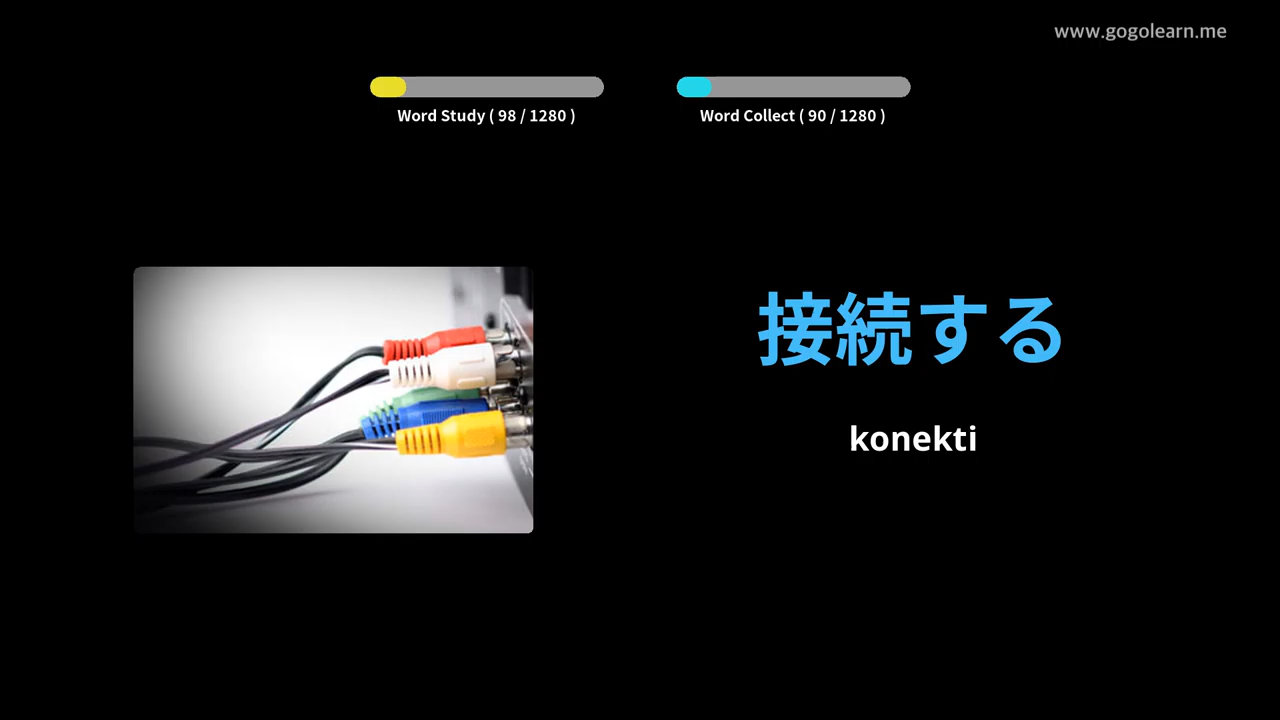 www.gogolearn.me
Word Study ( 98 / 1280 )
Word Collect ( 90 / 1280 )
接続する
konekti